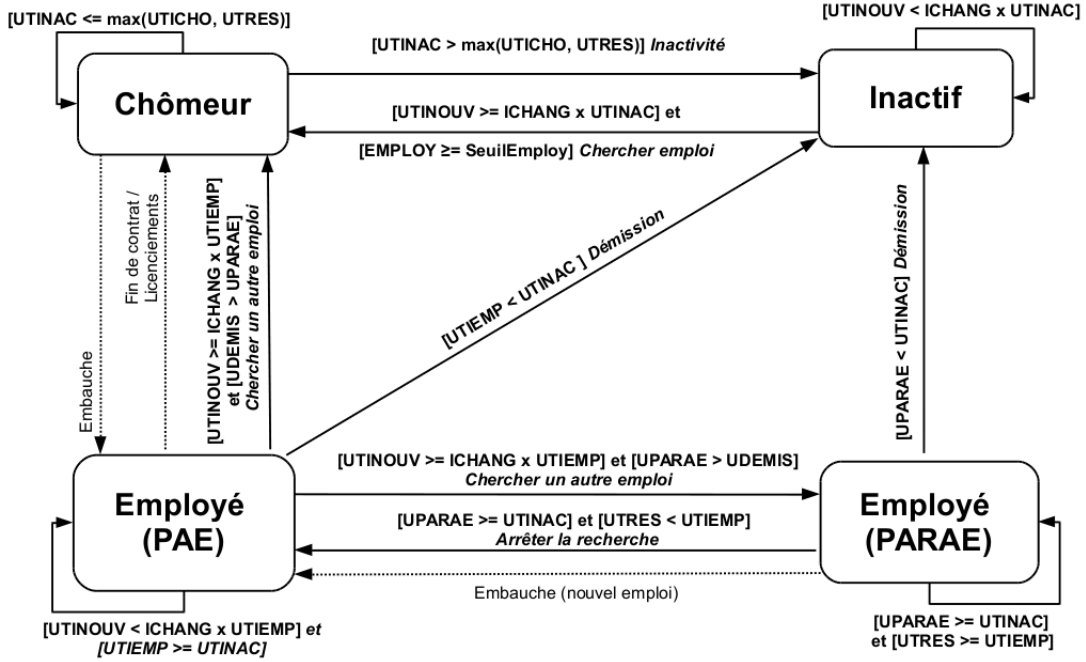 [UTINAC <= max(UTICHO, UTRES)]
[UTINOUV < ICHANG x UTINAC]
[UTINAC > max(UTICHO, UTRES)] Inactivité
Chômeur
Inactif
[UTINOUV >= ICHANG x UTINAC] et
[EMPLOY ≥= SeuilEmploy] Chercher emploi
Embauche
Fin de contrat /
Licenciements
[UTINOUV >= ICHANG x UTIEMP]
et [UDEMIS > UPARAE]
Chercher un autre emploi
[UTIEMP < UTINAC ] Démission
[UPARAE < UTINAC] Démission
[UTINOUV >= ICHANG x UTIEMP] et [UPARAE > UDEMIS]
Chercher un autre emploi
Employé
(PAE)
Employé
(PARAE)
[UPARAE >= UTINAC] et [UTRES < UTIEMP]
Arrêter la recherche
Embauche (nouvel emploi)
[UTINOUV < ICHANG x UTIEMP] et
[UTIEMP >= UTINAC]
[UPARAE >= UTINAC]
et [UTRES >= UTIEMP]